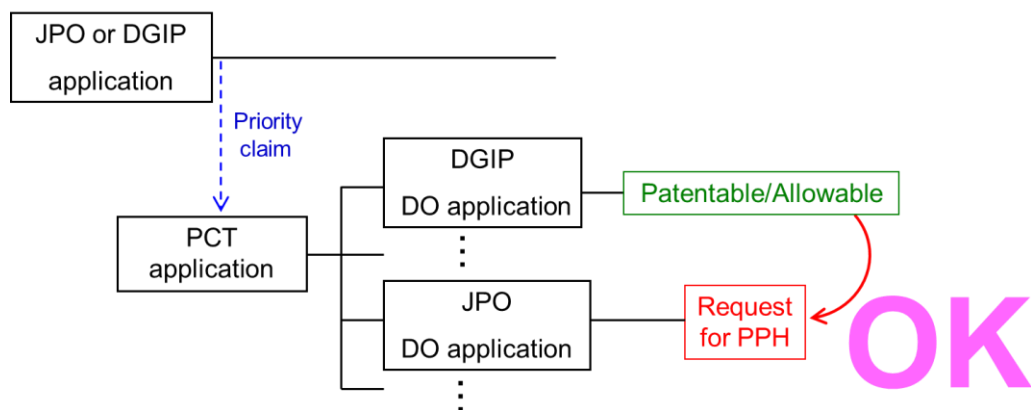 JPO or DGIP
application
Priority
claim
DGIP
DO application
Patentable/Allowable
PCT
application
JPO
DO application
Request
for PPH
OK